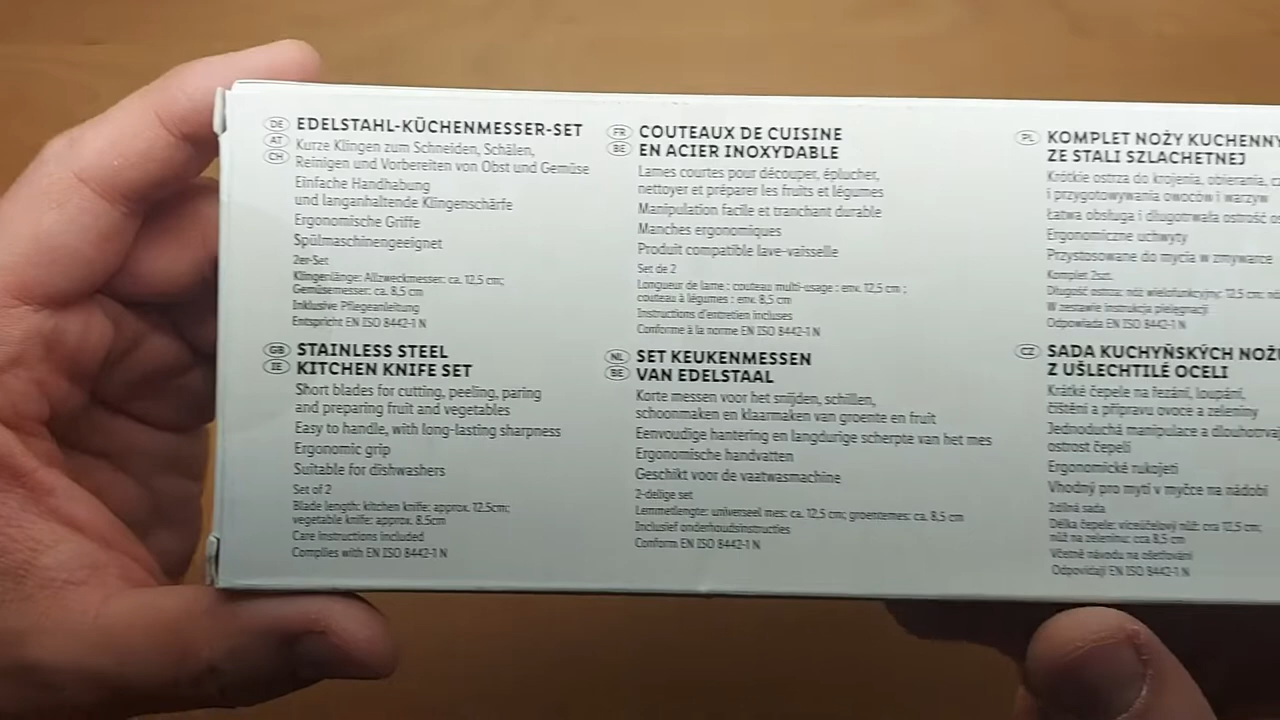 DE AT CH
EDELSTAHL-KÜCHENMESSER-SET
Kurze Klingen zum Schneiden, Schälen,
Reinigen und Vorbereiten von Obst und Gemüse
Einfache Handhabung
und langanhaltende Klingenschärfe
Ergonomische Griffe
Spülmaschinengeeignet
2er-Set
Klingenlänge: Allzweckmesser: ca. 12,5 cm;
Gemüsemesser: ca. 8,5 cm
Inklusive Pflegeanleitung
Entspricht EN ISO 8442-1 N
GB IE
STAINLESS STEEL
KITCHEN KNIFE SET
Short blades for cutting, peeling, paring
and preparing fruit and vegetables
Easy to handle, with long-lasting sharpness
Ergonomic grip
Suitable for dishwashers
Set of 2
Blade length: kitchen knife: approx. 12.5cm;
vegetable knife: approx. 8.5cm
Care instructions included
Complies with EN ISO 8442-1 N
FR BE
COUTEAUX DE CUISINE
EN ACIER INOXYDABLE
Lames courtes pour découper, éplucher,
nettoyer et préparer les fruits et légumes
Manipulation facile et tranchant durable
Manches ergonomiques
Produit compatible lave-vaisselle
Set de 2
Longueur de lame : couteau multi-usage : env. 12,5 cm ;
couteau à légumes : env. 8,5 cm
Instructions d'entretien incluses
Conforme à la norme EN ISO 8442-1 N
NL BE
SET KEUKENMESSEN
VAN EDELSTAAL
Korte messen voor het snijden, schillen,
schoonmaken en klaarmaken van groente en fruit
Eenvoudige hantering en langdurige scherpte van het mes
Ergonomische handvatten
Geschikt voor de vaatwasmachine
2-delige set
Lemmetlengte: universeel mes: ca. 12,5 cm; groentemes: ca. 8,5 cm
Inclusief onderhoudsinstructies
Conform EN ISO 8442-1 N
PL
KOMPLET NOŻY KUCHENNY
ZE STALI SZLACHETNEJ
Krótkie ostrza do krojenia, obierania,
i przygotowywania owoców i warzyw
Łatwa obsługa i długotrwała ostrość
Ergonomiczne uchwyty
Przystosowane do mycia w zmywarce
Komplet 2szt.
Długość ostrza: nóż wielofunkcyjny: 12,5 cm;
W zestawie instrukcja pielęgnacji
Odpowiada EN ISO 8442-1 N
CZ
SADA KUCHYŇSKÝCH NOŽ
Z UŠLECHTILÉ OCELI
Krátké čepele na řezání, loupání,
čištění a přípravu ovoce a zeleniny
Jednoduchá manipulace a dlouhotrva
ostrost čepelí
Ergonomické rukojeti
Vhodný pro mytí v myčce na nádobí
2dílná sada
Délka čepele: víceúčelový nůž: cca 12,5 cm;
nůž na zeleninu: cca 8,5 cm
Včetně návodu na ošetřování
Odpovídají EN ISO 8442-1 N